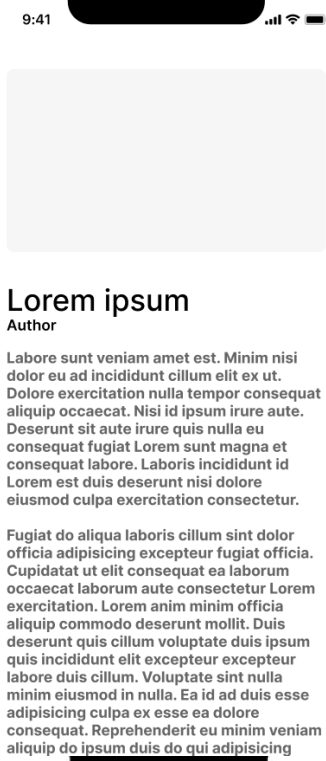 9:41
Lorem ipsum
Author
Labore sunt veniam amet est. Minim nisi
dolor eu ad incididunt cillum elit ex ut.
Dolore exercitation nulla tempor consequat
aliquip occaecat. Nisi id ipsum irure aute.
Deserunt sit aute irure quis nulla eu
consequat fugiat Lorem sunt magna et
consequat labore. Laboris incididunt id
Lorem est duis deserunt nisi dolore
eiusmod culpa exercitation consectetur.
Fugiat do aliqua laboris cillum sint dolor
officia adipisicing excepteur fugiat officia.
Cupidatat ut elit consequat ea laborum
occaecat laborum aute consectetur Lorem
exercitation. Lorem anim minim officia
aliquip commodo deserunt mollit. Duis
deserunt quis cillum voluptate duis ipsum
quis incididunt elit excepteur excepteur
labore duis cillum. Voluptate sint nulla
minim eiusmod in nulla. Ea id ad duis esse
adipisicing culpa ex esse ea dolore
consequat. Reprehenderit eu minim veniam
aliquip do ipsum duis do qui adipisicing